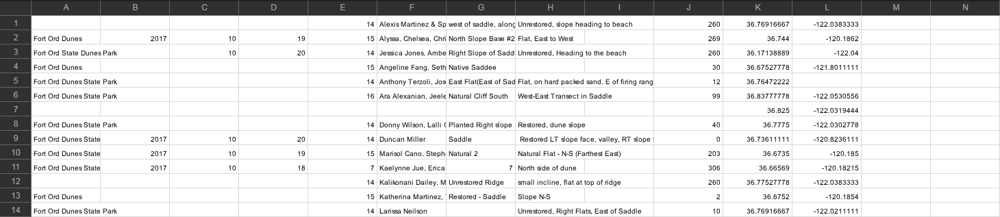 A B C D E F G H I J K L M N
1 14 Alexis Martinez & Sp west of saddle, along Unrestored, slope heading to beach 260 36.76916667 -122.0383333
2 Fort Ord Dunes 2017 10 19 15 Alyssa, Chelsea, Chri North Slope Base #2 Flat, East to West 269 36.744 -120.1862
3 Fort Ord State Dunes Park 10 20 14 Jessica Jones, Ambe Right Slope of Saddl Unrestored, Heading to the beach 260 36.17138889 -122.04
4 Fort Ord Dunes 15 Angeline Fang, Seth Native Saddee 30 36.67527778 -121.8011111
5 Fort Ord Dunes State Park 14 Anthony Terzoli, Jos East Flat(East of Sad Flat, on hard packed sand, E of firing rang 12 36.76472222
6 Fort Ord Dunes State Park 16 Ara Alexanian, Jeele Natural Cliff South West-East Transect in Saddle 99 36.83777778 -122.0530556
7 36.825 -122.0319444
8 Fort Ord Dunes State Park 14 Donny Wilson, Lalli Planted Right slope Restored, dune slope 40 36.7775 -122.0302778
9 Fort Ord Dunes State 2017 10 20 14 Duncan Miller Saddle Restored LT slope face, valley, RT slope 0 36.73611111 -120.8236111
10 Fort Ord Dunes State 2017 10 19 15 Marisol Cano, Steph Natural 2 Natural Flat - N-S (Farthest East) 203 36.6735 -120.185
11 Fort Ord Dunes State 2017 10 18 7 Kaelynne Jue, Erica 7 North side of dune 306 36.66569 -120.18215
12 14 Kalikonani Dailey, M Unrestored Ridge small incline, flat at top of ridge 260 36.77527778 -122.0383333
13 Fort Ord Dunes 15 Katherina Martinez, Restored - Saddle Slope N-S 2 36.6752 -120.1854
14 Fort Ord Dunes State Park 14 Larissa Neilson Unrestored, Right Flats, East of Saddle 10 36.76916667 -122.0211111